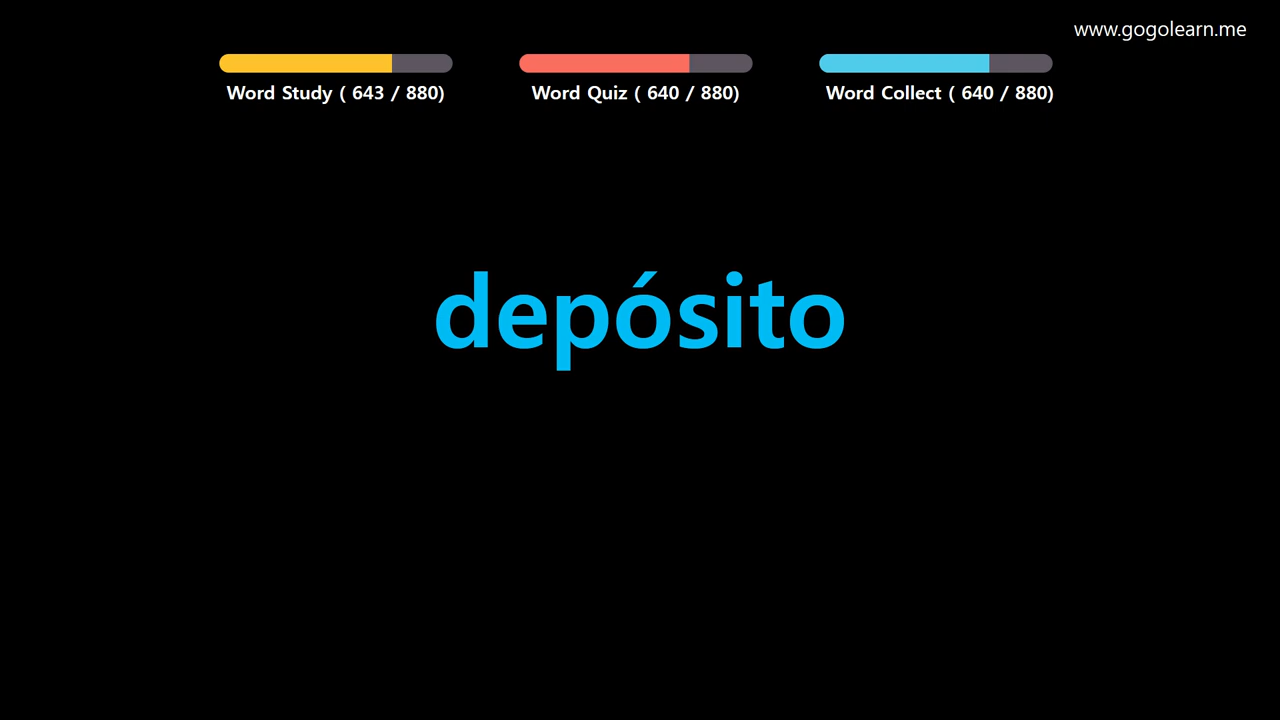 www.gogolearn.me
Word Study ( 643 / 880)
Word Quiz ( 640 / 880)
Word Collect ( 640 / 880)
depósito